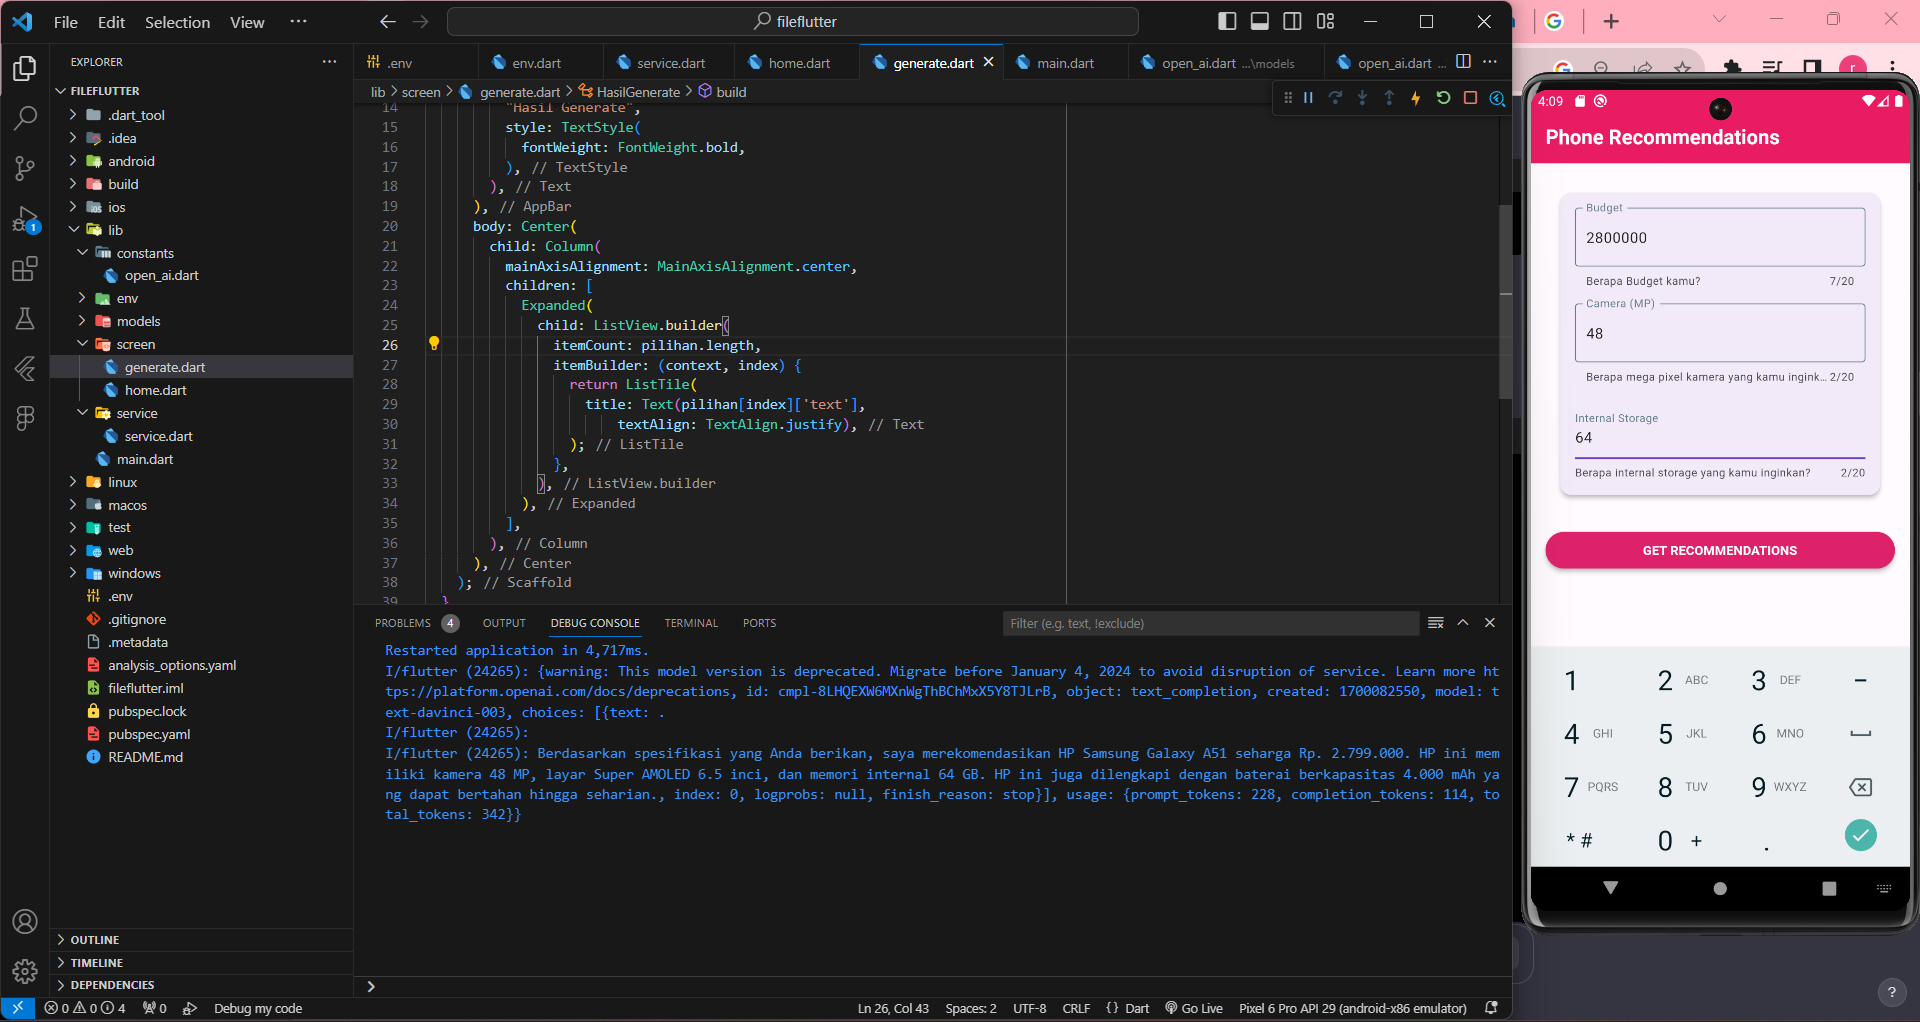 File Edit Selection View ···
fileflutter
EXPLORER ···
FILEFLUTTER
.dart_tool
.idea
android
build
ios
lib
constants
open_ai.dart
env
models
screen
generate.dart
home.dart
service
service.dart
main.dart
linux
macos
test
web
windows
.env
.gitignore
.metadata
analysis_options.yaml
fileflutter.iml
pubspec.lock
pubspec.yaml
README.md
OUTLINE
TIMELINE
DEPENDENCIES
1
.env env.dart service.dart home.dart generate.dart main.dart open_ai.dart ...\models open_ai.dart ...
lib > screen > generate.dart > HasilGenerate > build
14 "Hasil Generate",
15 style: TextStyle(
16 fontWeight: FontWeight.bold,
17 ), // TextStyle
18 ), // Text
19 ), // AppBar
20 body: Center(
21 child: Column(
22 mainAxisAlignment: MainAxisAlignment.center,
23 children: [
24 Expanded(
25 child: ListView.builder(
26 itemCount: pilihan.length,
27 itemBuilder: (context, index) {
28 return ListTile(
29 title: Text(pilihan[index]['text'],
30 textAlign: TextAlign.justify), // Text
31 ); // ListTile
32 },
33 ), // ListView.builder
34 ), // Expanded
35 ],
36 ), // Column
37 ), // Center
38 ); // Scaffold
39 }
PROBLEMS 4 OUTPUT DEBUG CONSOLE TERMINAL PORTS
Filter (e.g. text, !exclude)
Restarted application in 4,717ms.
I/flutter (24265): {warning: This model version is deprecated. Migrate before January 4, 2024 to avoid disruption of service. Learn more ht
tps://platform.openai.com/docs/deprecations, id: cmpl-8LHQEXW6MXnWgThBChMxX5Y8TJLrB, object: text_completion, created: 1700082550, model: t
ext-davinci-003, choices: [{text: .
I/flutter (24265):
I/flutter (24265): Berdasarkan spesifikasi yang Anda berikan, saya merekomendasikan HP Samsung Galaxy A51 seharga Rp. 2.799.000. HP ini mem
iliki kamera 48 MP, layar Super AMOLED 6.5 inci, dan memori internal 64 GB. HP ini juga dilengkapi dengan baterai berkapasitas 4.000 mAh ya
ng dapat bertahan hingga seharian., index: 0, logprobs: null, finish_reason: stop}], usage: {prompt_tokens: 228, completion_tokens: 114, to
tal_tokens: 342}}
0 0 4 0 Debug my code
Ln 26, Col 43 Spaces: 2 UTF-8 CRLF {} Dart Go Live Pixel 6 Pro API 29 (android-x86 emulator)
r
4:09
Phone Recommendations
Budget
2800000
Berapa Budget kamu? 7/20
Camera (MP)
48
Berapa mega pixel kamera yang kamu ingink... 2/20
Internal Storage
64
Berapa internal storage yang kamu inginkan? 2/20
GET RECOMMENDATIONS
1 2 ABC 3 DEF −
4 GHI 5 JKL 6 MNO
7 PQRS 8 TUV 9 WXYZ
* # 0 + .
?